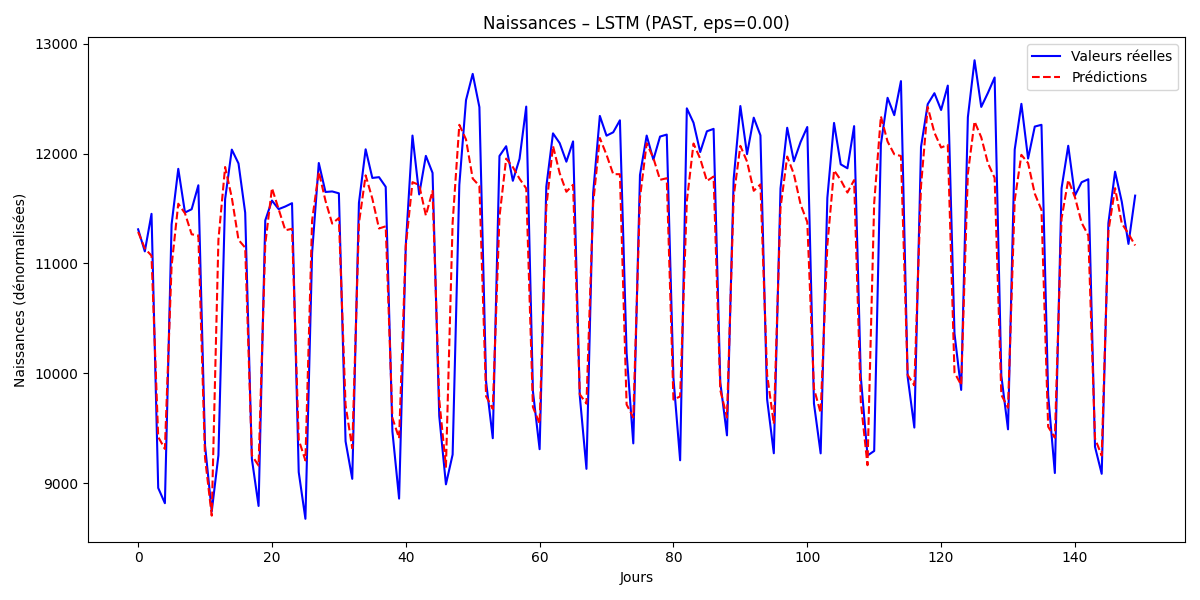 Naissances – LSTM (PAST, eps=0.00)
Valeurs réelles
Prédictions
Naissances (dénormalisées)
13000
12000
11000
10000
9000
0 20 40 60 80 100 120 140
Jours